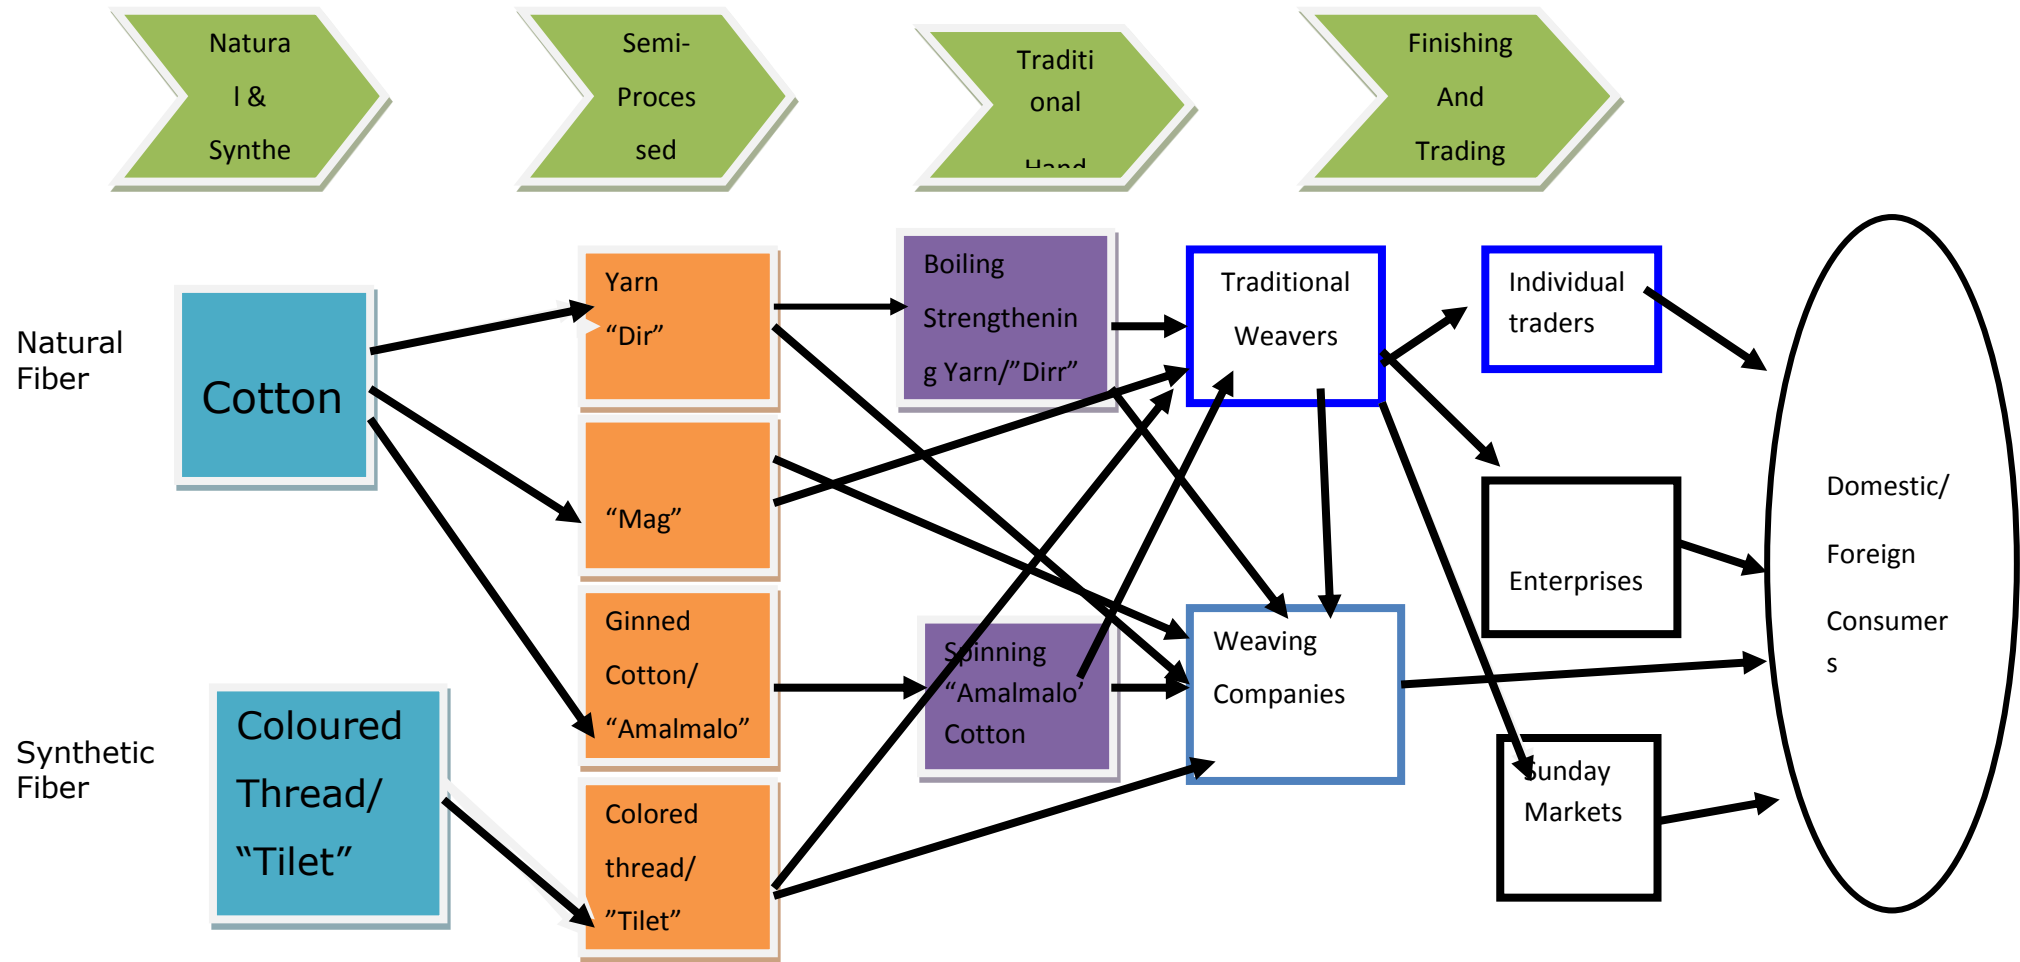 Natura
l &
Synthe
Semi-
Proces
sed
Traditi
onal
Hand
Finishing
And
Trading
Natural
Fiber
Cotton
Synthetic
Fiber
Coloured
Thread/
“Tilet”
Yarn
“Dir”
“Mag”
Ginned
Cotton/
“Amalmalo”
Colored
thread/
”Tilet”
Boiling
Strengthenin
g Yarn/”Dirr”
Spinning
“Amalmalo’
Cotton
Traditional
Weavers
Weaving
Companies
Individual
traders
Enterprises
Sunday
Markets
Domestic/
Foreign
Consumer
s